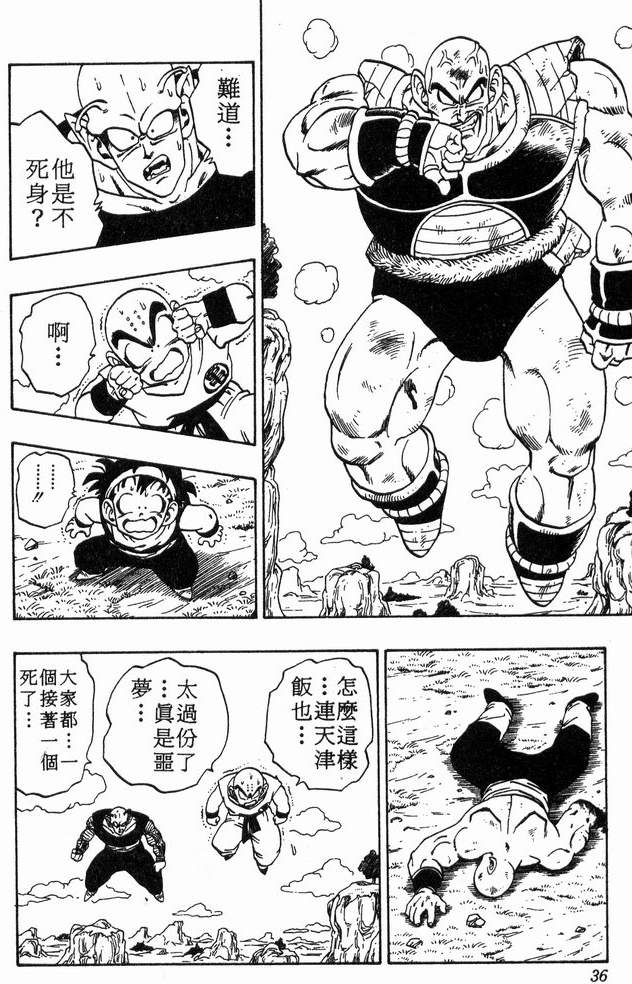 難道…
他是不
死身？
啊…
……!!
怎麼這樣
…連天津
飯也…
太過份了
…眞是噩
夢…
大家都…一
個接著一個
死了…
36